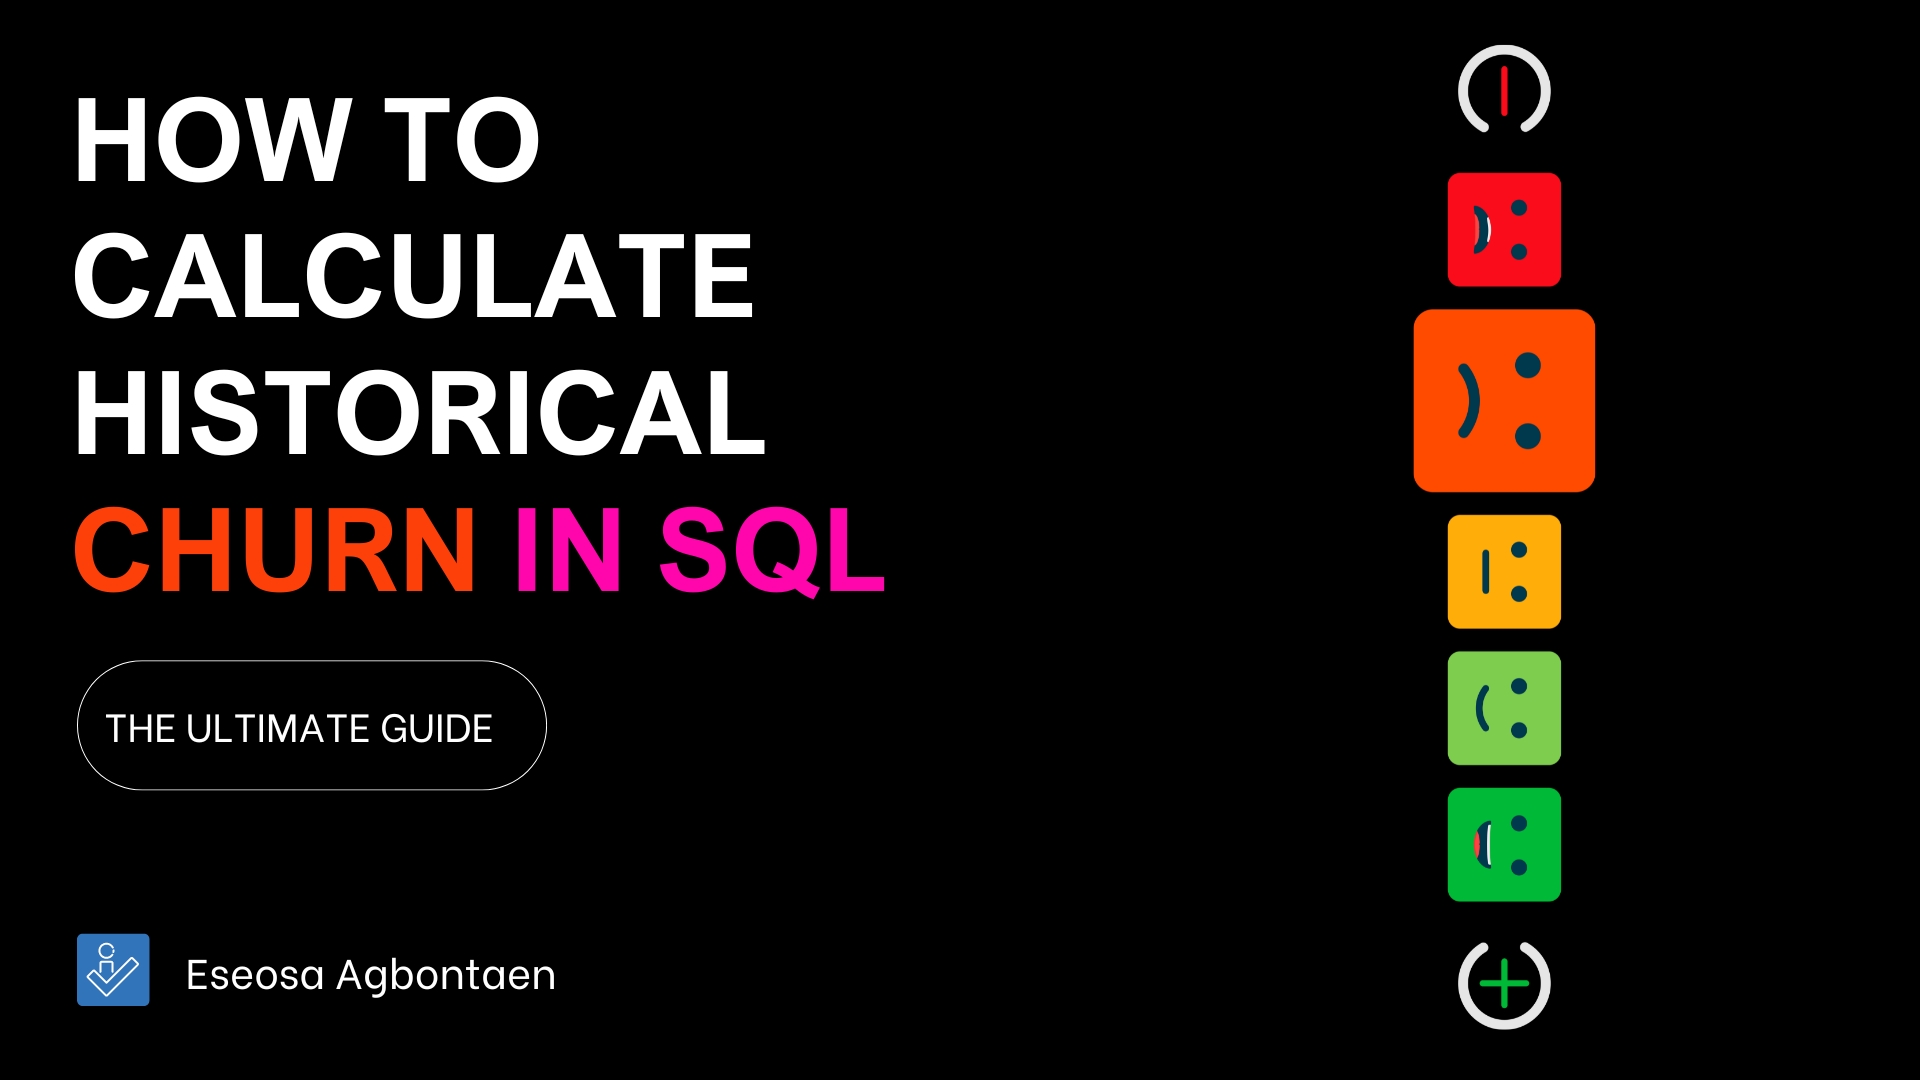 HOW TO
CALCULATE
HISTORICAL
CHURN IN SQL
THE ULTIMATE GUIDE
Eseosa Agbontaen